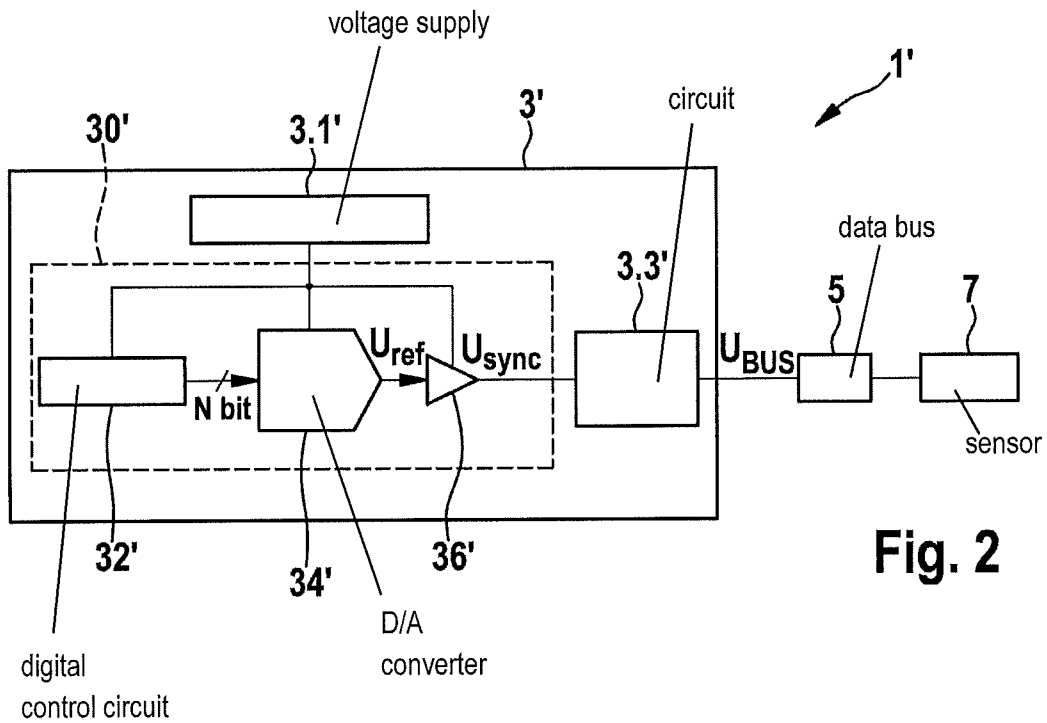 voltage supply
1'
circuit
3'
30'
3.1'
data bus
3.3'
5
7
U_ref
U_sync
U_BUS
N bit
sensor
32'
34'
36'
Fig. 2
D/A
converter
digital
control circuit